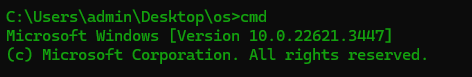 C:\Users\admin\Desktop\os>cmd
Microsoft Windows [Version 10.0.22621.3447]
(c) Microsoft Corporation. All rights reserved.